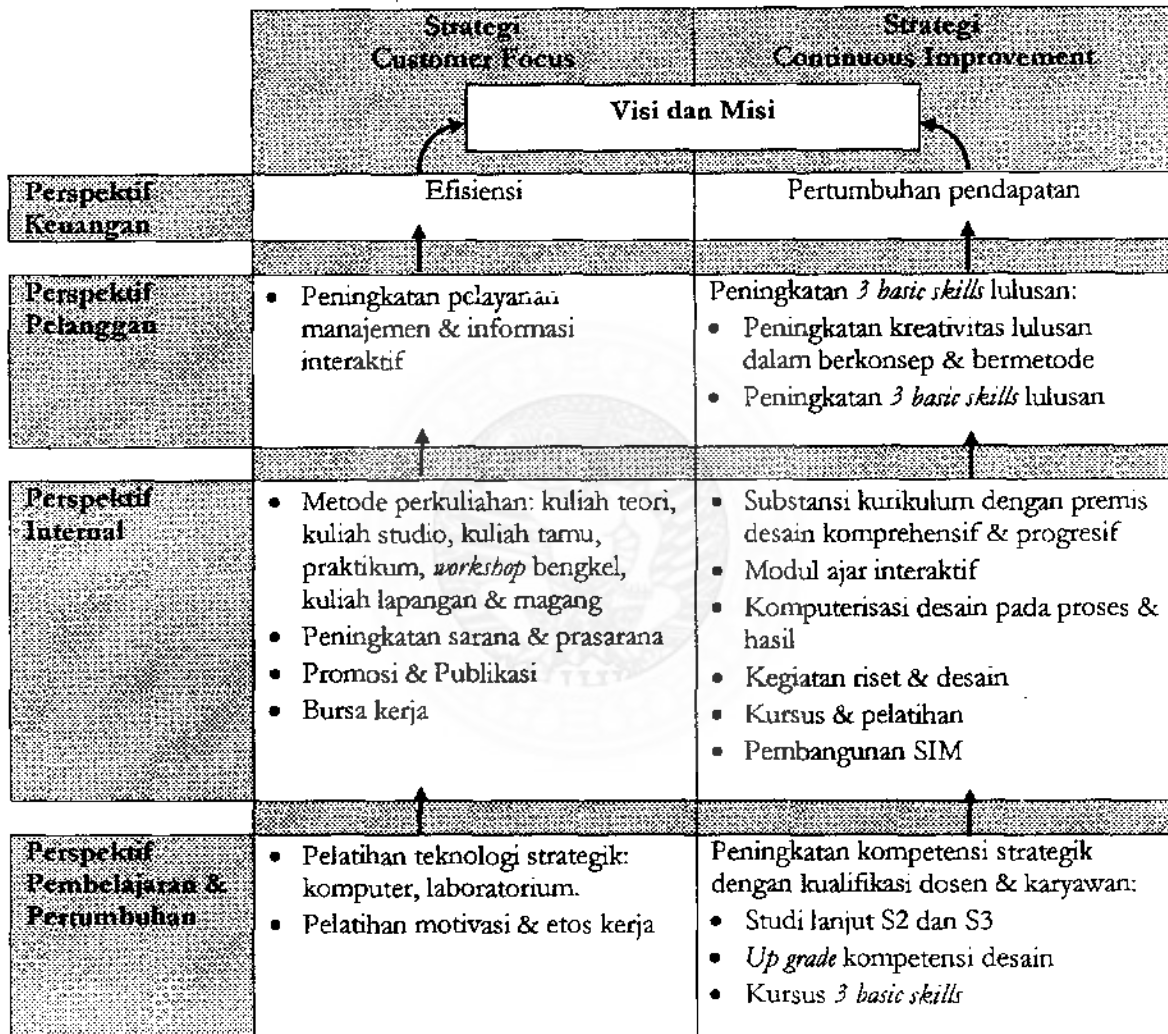 Strategi
Customer Focus
Strategi
Continuous Improvement
Visi dan Misi
Perspektif
Keuangan
Efisiensi
Pertumbuhan pendapatan
Perspektif
Pelanggan
• Peningkatan pelayanan
manajemen & informasi
interaktif
Peningkatan 3 basic skills lulusan:
• Peningkatan kreativitas lulusan
dalam berkonsep & bermetode
• Peningkatan 3 basic skills lulusan
Perspektif
Internal
• Metode perkuliahan: kuliah teori,
kuliah studio, kuliah tamu,
praktikum, workshop bengkel,
kuliah lapangan & magang
• Peningkatan sarana & prasarana
• Promosi & Publikasi
• Bursa kerja
• Substansi kurikulum dengan premis
desain komprehensif & progresif
• Modul ajar interaktif
• Komputerisasi desain pada proses &
hasil
• Kegiatan riset & desain
• Kursus & pelatihan
• Pembangunan SIM
Perspektif
Pembelajaran &
Pertumbuhan
• Pelatihan teknologi strategik:
komputer, laboratorium.
• Pelatihan motivasi & etos kerja
Peningkatan kompetensi strategik
dengan kualifikasi dosen & karyawan:
• Studi lanjut S2 dan S3
• Up grade kompetensi desain
• Kursus 3 basic skills